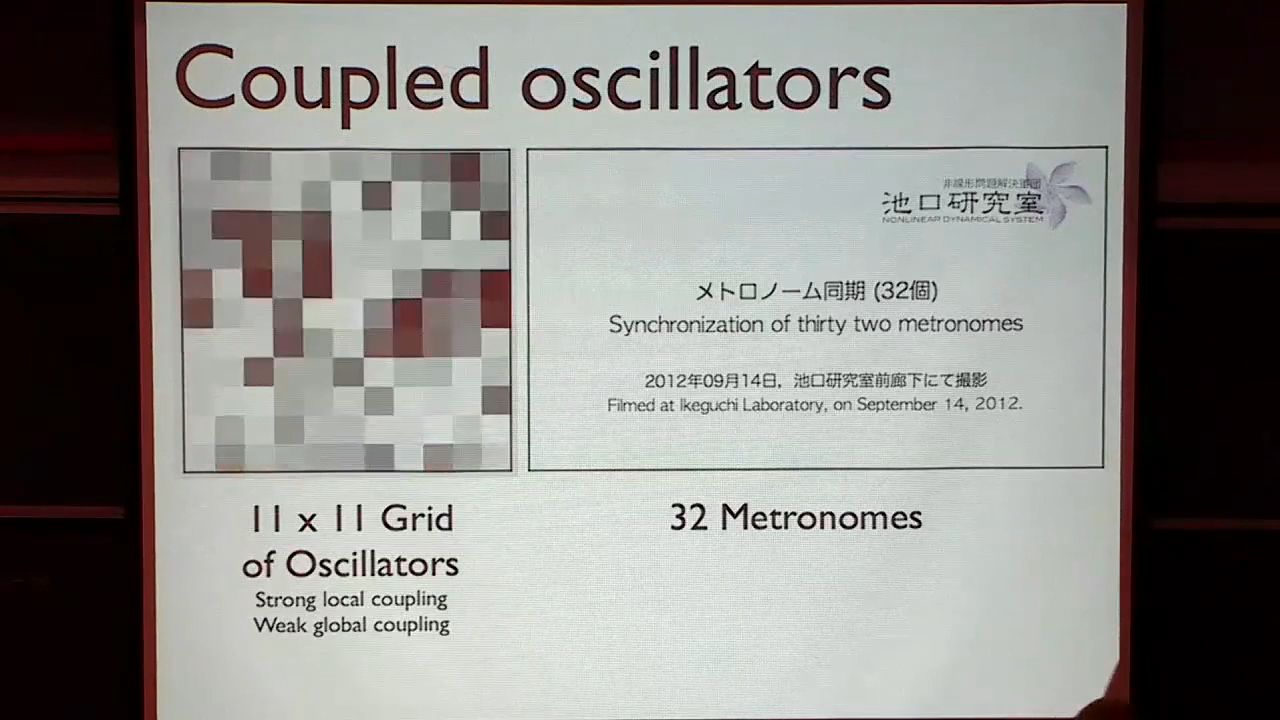 Coupled oscillators
非線形問題解決集団
池口研究室
NONLINEAR DYNAMICAL SYSTEM
メトロノーム同期 (32個)
Synchronization of thirty two metronomes
2012年09月14日，池口研究室前廊下にて撮影
Filmed at Ikeguchi Laboratory, on September 14, 2012.
11 x 11 Grid
of Oscillators
Strong local coupling
Weak global coupling
32 Metronomes